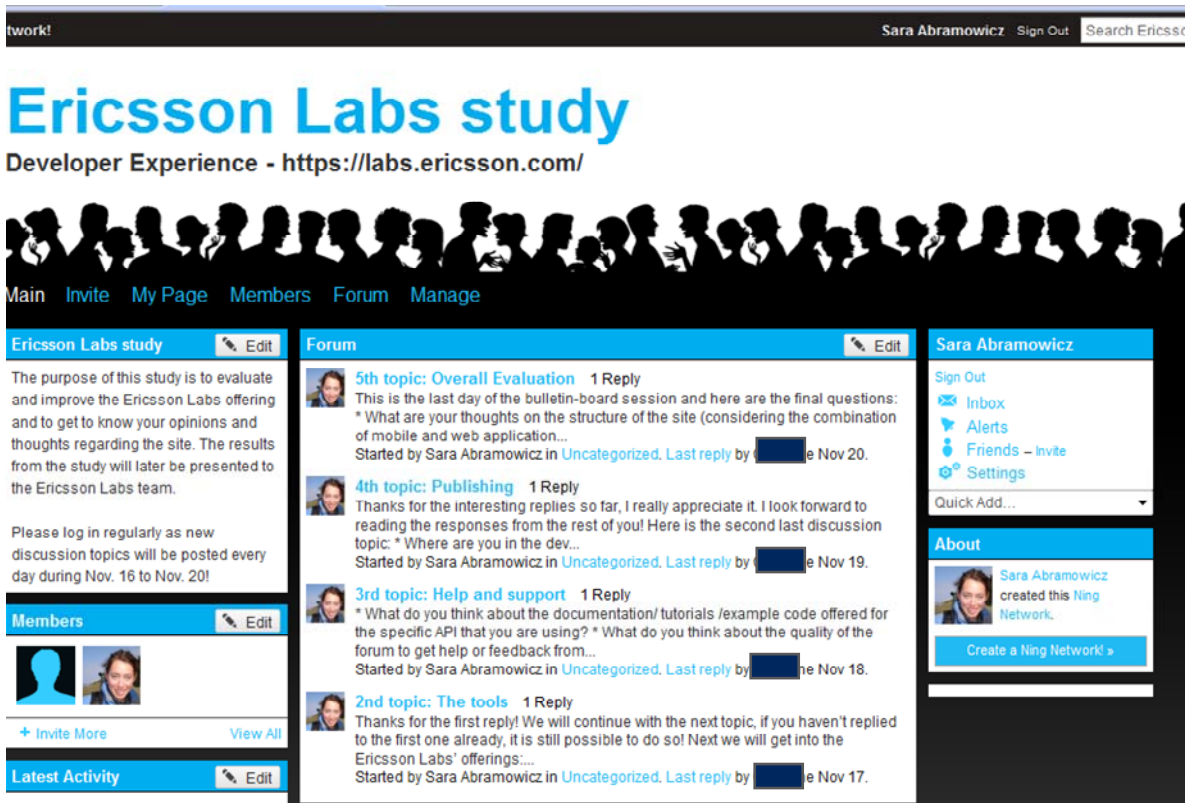 twork!
Sara Abramowicz Sign Out Search Ericsso
Ericsson Labs study
Developer Experience - https://labs.ericsson.com/
Main Invite My Page Members Forum Manage
Ericsson Labs study Edit
The purpose of this study is to evaluate
and improve the Ericsson Labs offering
and to get to know your opinions and
thoughts regarding the site. The results
from the study will later be presented to
the Ericsson Labs team.
Please log in regularly as new
discussion topics will be posted every
day during Nov. 16 to Nov. 20!
Members Edit
+ Invite More View All
Latest Activity Edit
Forum Edit
5th topic: Overall Evaluation 1 Reply
This is the last day of the bulletin-board session and here are the final questions:
* What are your thoughts on the structure of the site (considering the combination
of mobile and web application...
Started by Sara Abramowicz in Uncategorized. Last reply by e Nov 20.
4th topic: Publishing 1 Reply
Thanks for the interesting replies so far, I really appreciate it. I look forward to
reading the responses from the rest of you! Here is the second last discussion
topic: * Where are you in the dev...
Started by Sara Abramowicz in Uncategorized. Last reply by e Nov 19.
3rd topic: Help and support 1 Reply
* What do you think about the documentation/ tutorials /example code offered for
the specific API that you are using? * What do you think about the quality of the
forum to get help or feedback from...
Started by Sara Abramowicz in Uncategorized. Last reply by ne Nov 18.
2nd topic: The tools 1 Reply
Thanks for the first reply! We will continue with the next topic, if you haven't replied
to the first one already, it is still possible to do so! Next we will get into the
Ericsson Labs' offerings:...
Started by Sara Abramowicz in Uncategorized. Last reply by e Nov 17.
Sara Abramowicz
Sign Out
Inbox
Alerts
Friends – Invite
Settings
Quick Add...
About
Sara Abramowicz
created this Ning
Network.
Create a Ning Network! »